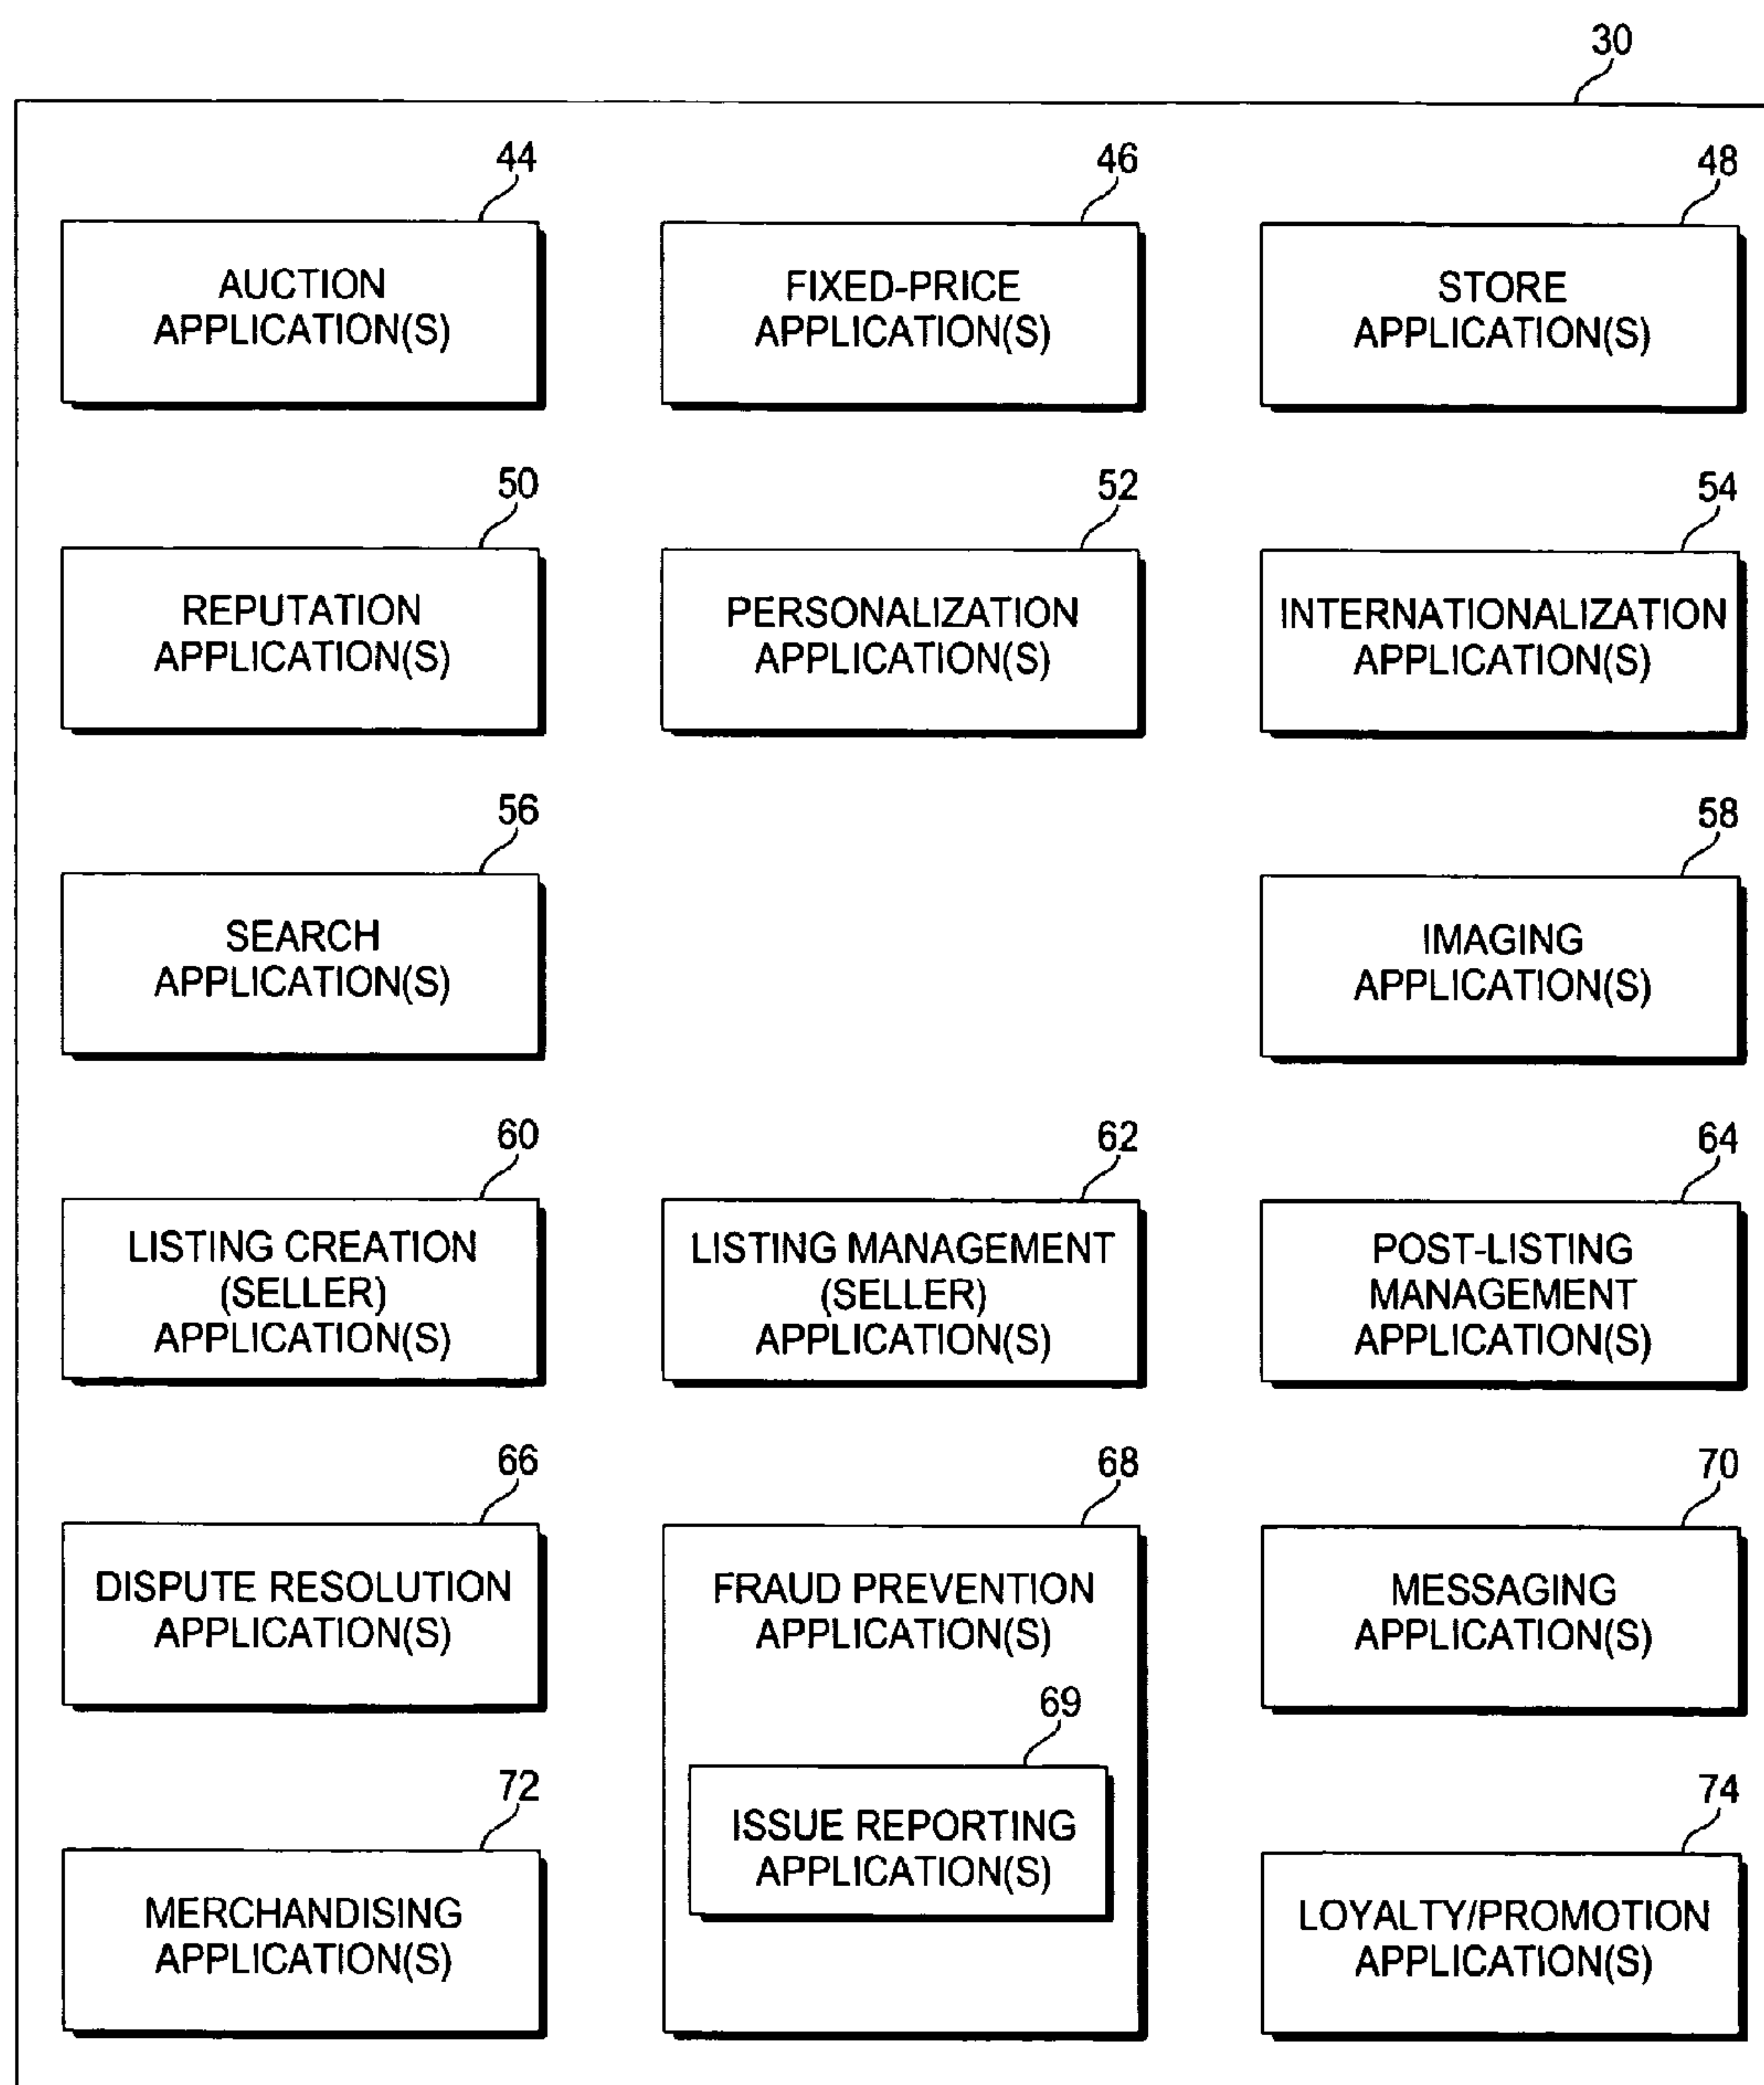 30
44
46
48
AUCTION
APPLICATION(S)
FIXED-PRICE
APPLICATION(S)
STORE
APPLICATION(S)
50
52
54
REPUTATION
APPLICATION(S)
PERSONALIZATION
APPLICATION(S)
INTERNATIONALIZATION
APPLICATION(S)
56
58
SEARCH
APPLICATION(S)
IMAGING
APPLICATION(S)
60
62
64
LISTING CREATION
(SELLER)
APPLICATION(S)
LISTING MANAGEMENT
(SELLER)
APPLICATION(S)
POST-LISTING
MANAGEMENT
APPLICATION(S)
66
68
70
DISPUTE RESOLUTION
APPLICATION(S)
FRAUD PREVENTION
APPLICATION(S)
MESSAGING
APPLICATION(S)
69
ISSUE REPORTING
APPLICATION(S)
72
74
MERCHANDISING
APPLICATION(S)
LOYALTY/PROMOTION
APPLICATION(S)